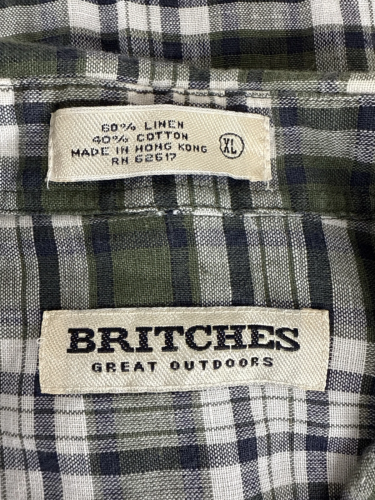 60% LINEN
40% COTTON
MADE IN HONG KONG
RN 62617
XL
BRITCHES
GREAT OUTDOORS